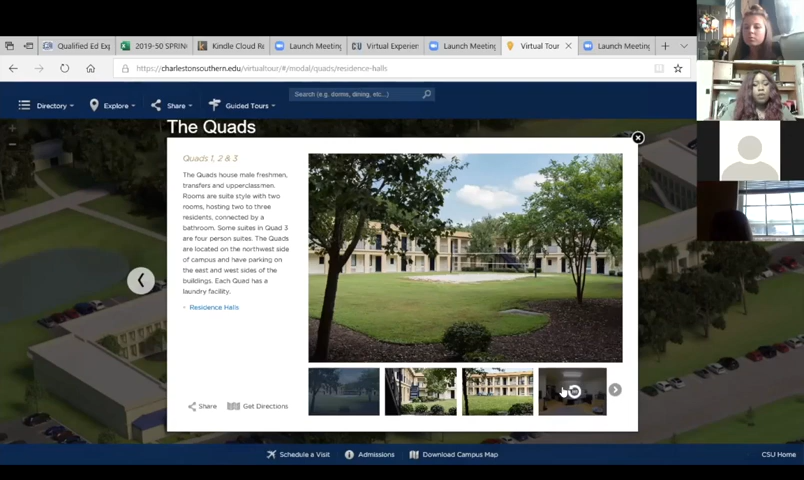 Qualified Ed Exp
2019-50 SPRIN
Kindle Cloud Re
Launch Meeting
Virtual Experien
Launch Meeting
Virtual Tour
Launch Meeting
https://charlestonsouthern.edu/virtualtour/#/modal/quads/residence-halls
Directory
Explore
Share
Guided Tours
Search (e.g. dorms, dining, etc...)
The Quads
Quads 1, 2 & 3
The Quads house male freshmen,
transfers and upperclassmen.
Rooms are suite style with two
rooms, hosting two to three
residents, connected by a
bathroom. Some suites in Quad 3
are four person suites. The Quads
are located on the northwest side
of campus and have parking on
the east and west sides of the
buildings. Each Quad has a
laundry facility.
Residence Halls
Share
Get Directions
Schedule a Visit
Admissions
Download Campus Map
CSU Home